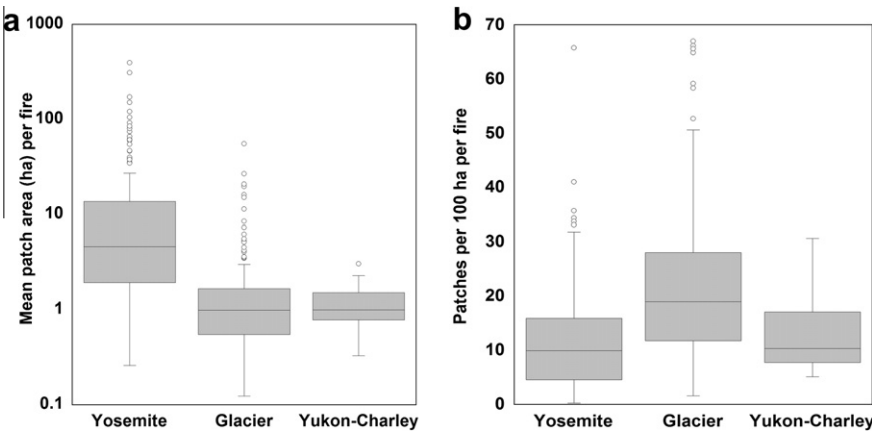 a
Mean patch area (ha) per fire
1000
100
10
1
0.1
Yosemite Glacier Yukon-Charley
b
Patches per 100 ha per fire
70
60
50
40
30
20
10
0
Yosemite Glacier Yukon-Charley